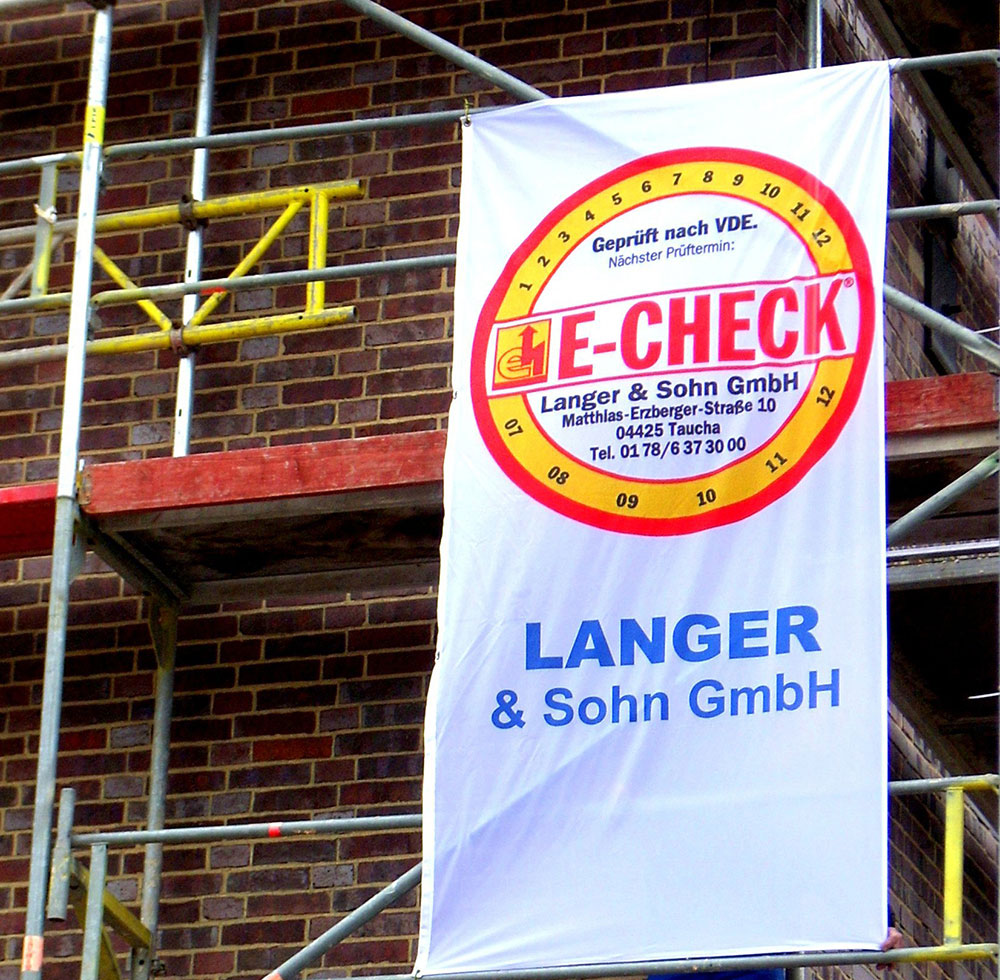 1 2 3 4 5 6 7 8 9 10 11 12
Geprüft nach VDE.
Nächster Prüftermin:
E-CHECK®
Langer & Sohn GmbH
Matthias-Erzberger-Straße 10
04425 Taucha
Tel. 01 78/6 37 30 00
07 08 09 10 11 12
LANGER
& Sohn GmbH